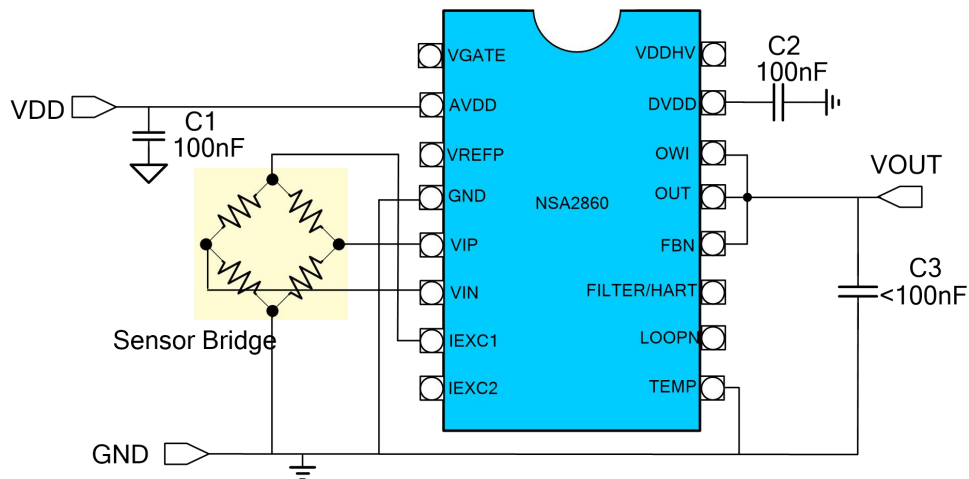 VDD
C1
100nF
Sensor Bridge
GND
VGATE
AVDD
VREFP
GND
VIP
VIN
IEXC1
IEXC2
NSA2860
VDDHV
DVDD
OWI
OUT
FBN
FILTER/HART
LOOPN
TEMP
C2
100nF
VOUT
C3
<100nF